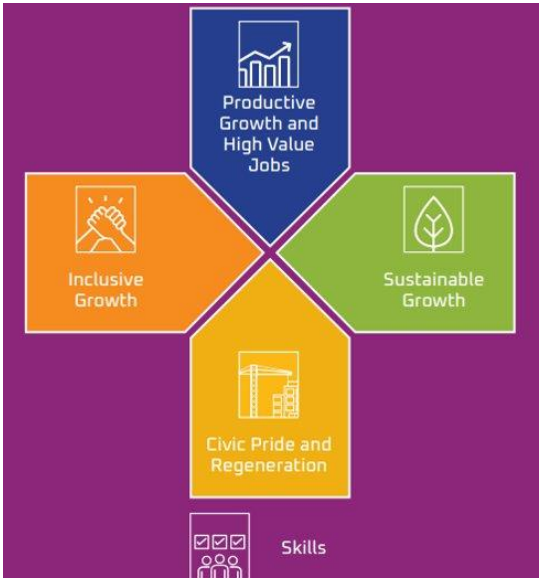 Productive
Growth and
High Value
Jobs
Inclusive
Growth
Sustainable
Growth
Civic Pride and
Regeneration
Skills